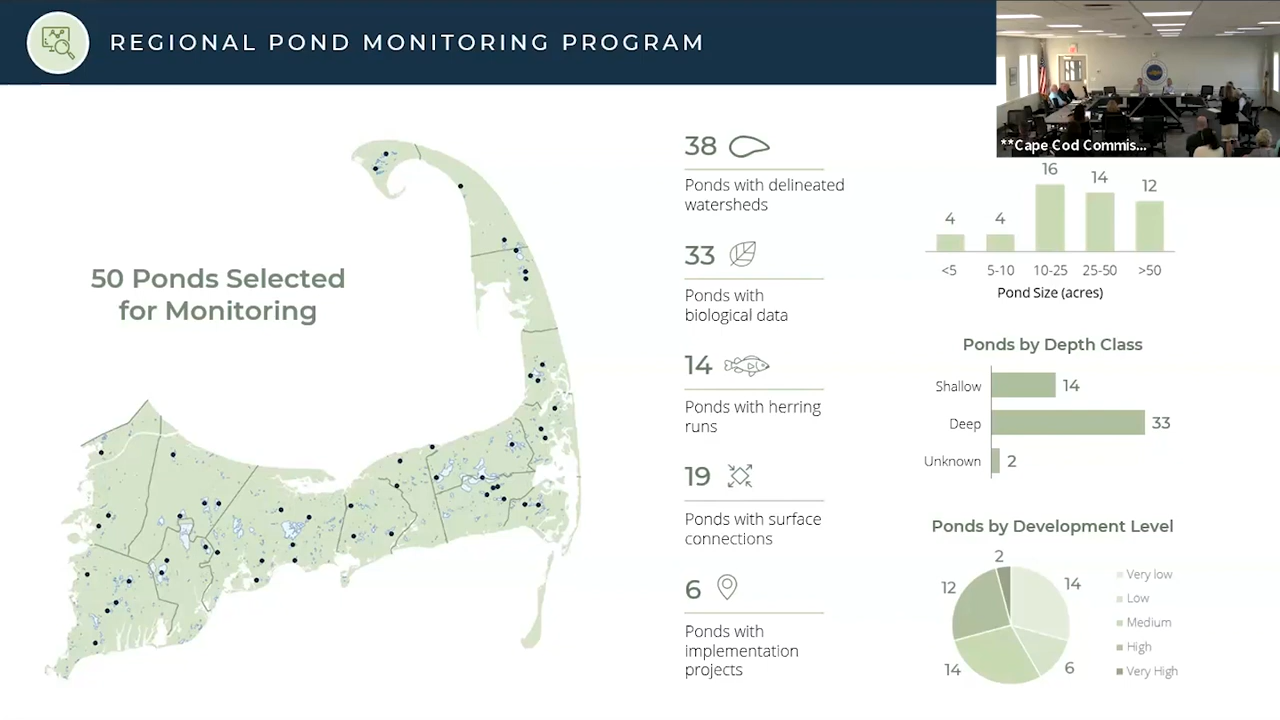 REGIONAL POND MONITORING PROGRAM
**Cape Cod Commis...
50 Ponds Selected
for Monitoring
38
Ponds with delineated
watersheds
33
Ponds with
biological data
14
Ponds with herring
runs
19
Ponds with surface
connections
6
Ponds with
implementation
projects
4
4
16
14
12
<5
5-10
10-25
25-50
>50
Pond Size (acres)
Ponds by Depth Class
Shallow
14
Deep
33
Unknown
2
Ponds by Development Level
2
12
14
14
6
Very low
Low
Medium
High
Very High